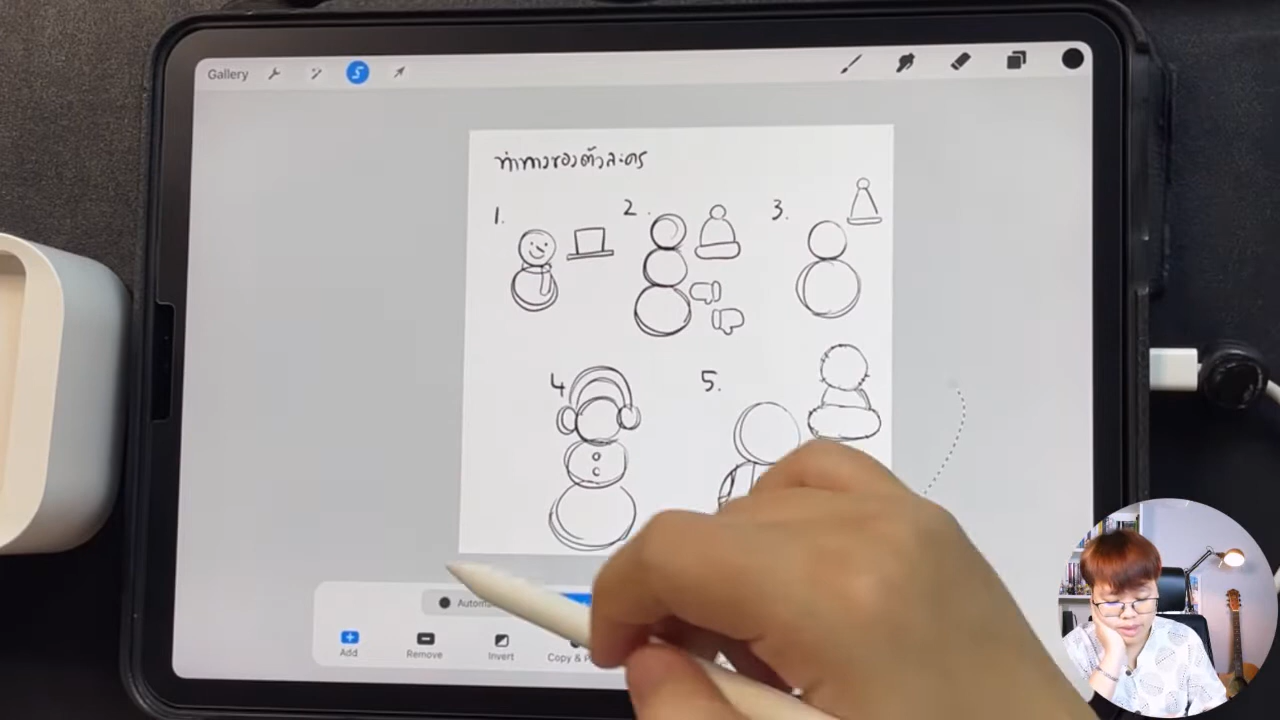 Gallery
ท่าทางของตัวละคร
1.
2.
3.
4
5.
Add
Remove
Invert